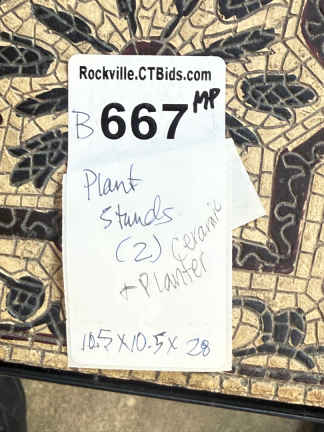 Rockville.CTBids.com
B 667 MP
Plant
Stands
(2) Ceramic
+ Planter
10.5 x 10.5 x 28